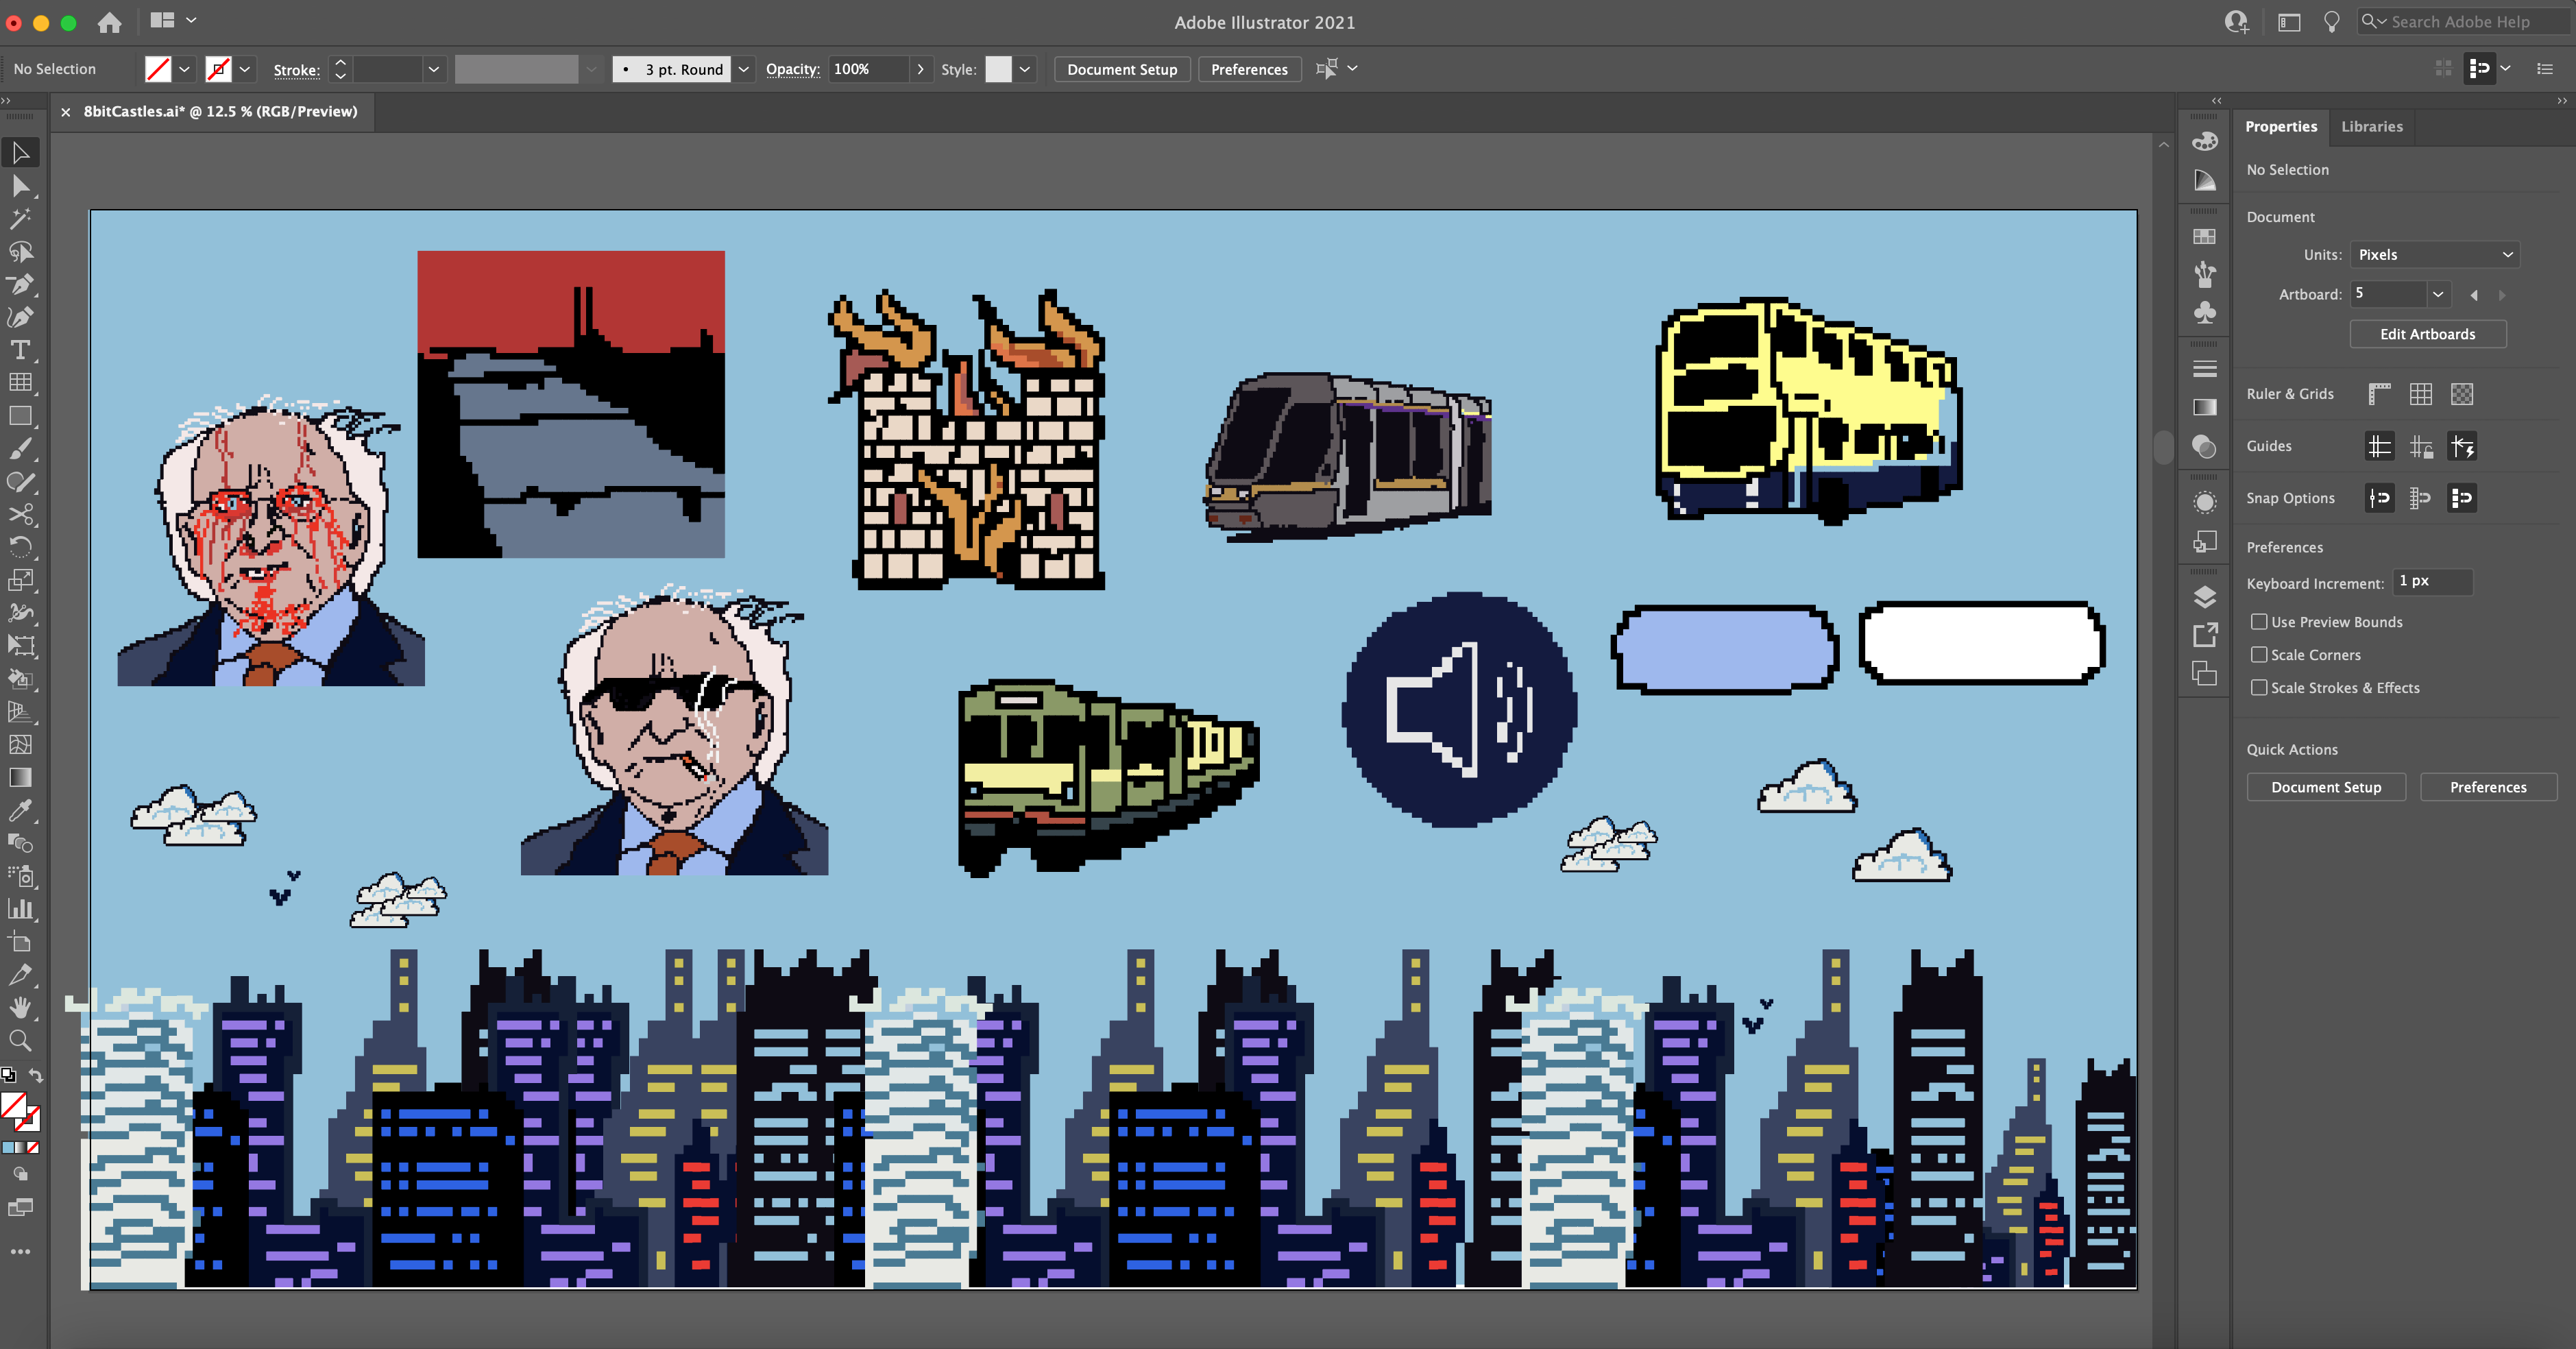 Adobe Illustrator 2021
Search Adobe Help
No Selection
Stroke:
3 pt. Round
Opacity: 100%
Style:
Document Setup
Preferences
8bitCastles.ai* @ 12.5 % (RGB/Preview)
Properties
Libraries
No Selection
Document
Units: Pixels
Artboard: 5
Edit Artboards
Ruler & Grids
Guides
Snap Options
Preferences
Keyboard Increment: 1 px
Use Preview Bounds
Scale Corners
Scale Strokes & Effects
Quick Actions
Document Setup
Preferences